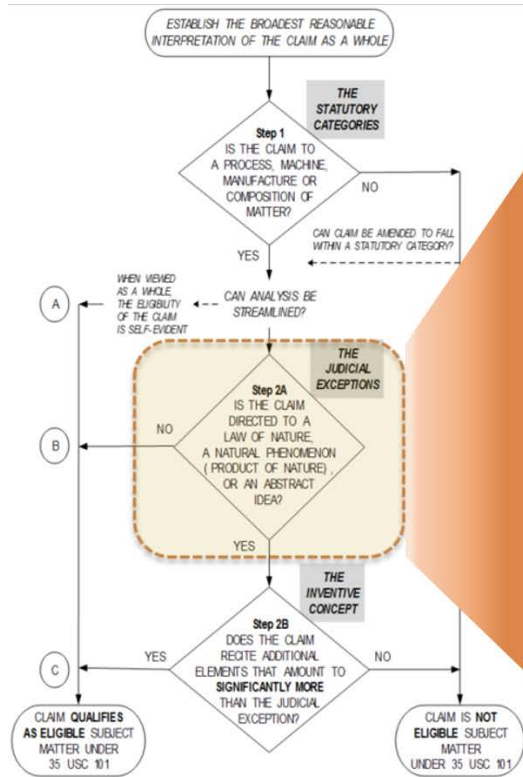 ESTABLISH THE BROADEST REASONABLE
INTERPRETATION OF THE CLAIM AS A WHOLE
THE
STATUTORY
CATEGORIES
Step 1
IS THE CLAIM TO
A PROCESS, MACHINE,
MANUFACTURE OR
COMPOSITION OF
MATTER?
NO
YES
CAN CLAIM BE AMENDED TO FALL
WITHIN A STATUTORY CATEGORY?
A
WHEN VIEWED
AS A WHOLE,
THE ELIGIBILITY
OF THE CLAIM
IS SELF-EVIDENT
CAN ANALYSIS BE
STREAMLINED?
THE
JUDICIAL
EXCEPTIONS
Step 2A
IS THE CLAIM
DIRECTED TO A
LAW OF NATURE,
A NATURAL PHENOMENON
( PRODUCT OF NATURE) ,
OR AN ABSTRACT
IDEA?
NO
B
YES
THE
INVENTIVE
CONCEPT
Step 2B
DOES THE CLAIM
RECITE ADDITIONAL
ELEMENTS THAT AMOUNT TO
SIGNIFICANTLY MORE
THAN THE JUDICIAL
EXCEPTION?
YES
NO
C
CLAIM QUALIFIES
AS ELIGIBLE SUBJECT
MATTER UNDER
35 USC 101
CLAIM IS NOT
ELIGIBLE SUBJECT
MATTER
UNDER 35 USC 101